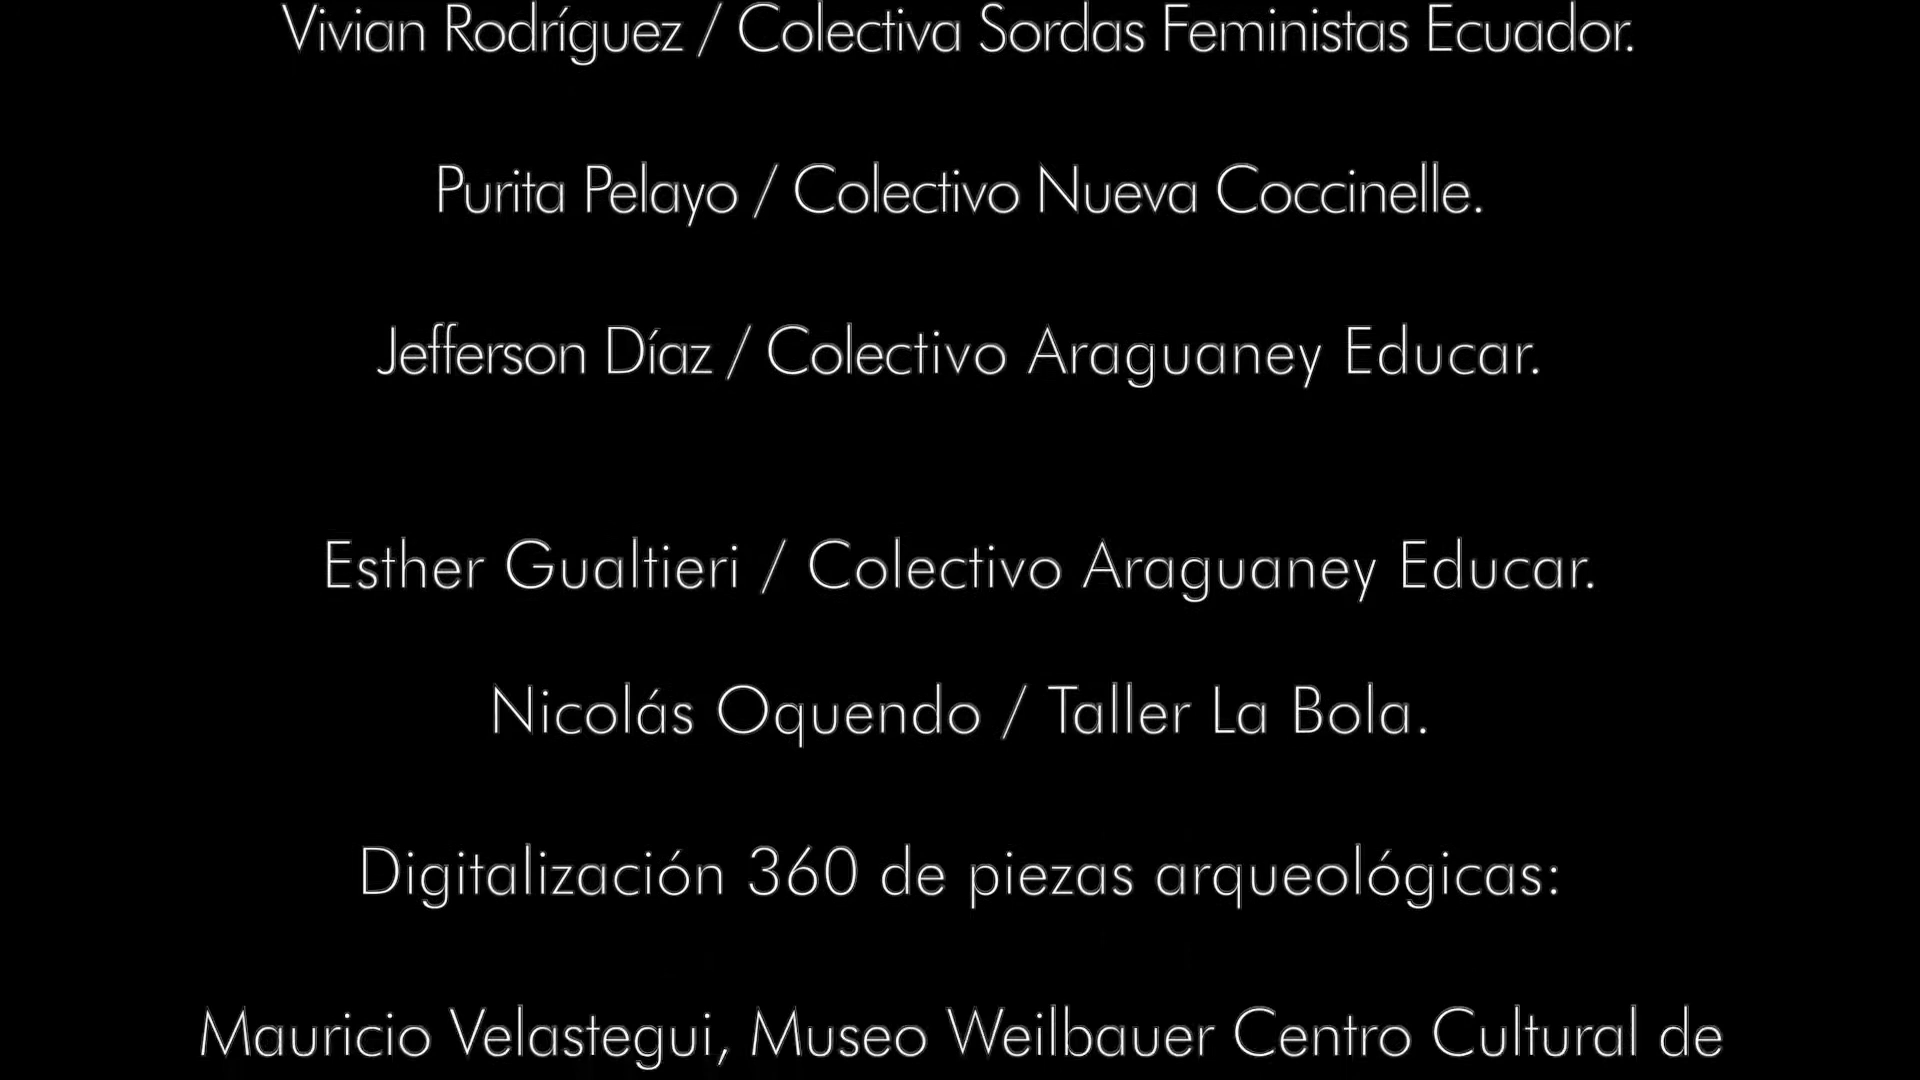 Vivian Rodríguez / Colectiva Sordas Feministas Ecuador.
Purita Pelayo / Colectivo Nueva Coccinelle.
Jefferson Díaz / Colectivo Araguaney Educar.
Esther Gualtieri / Colectivo Araguaney Educar.
Nicolás Oquendo / Taller La Bola.
Digitalización 360 de piezas arqueológicas:
Mauricio Velastegui, Museo Weilbauer Centro Cultural de